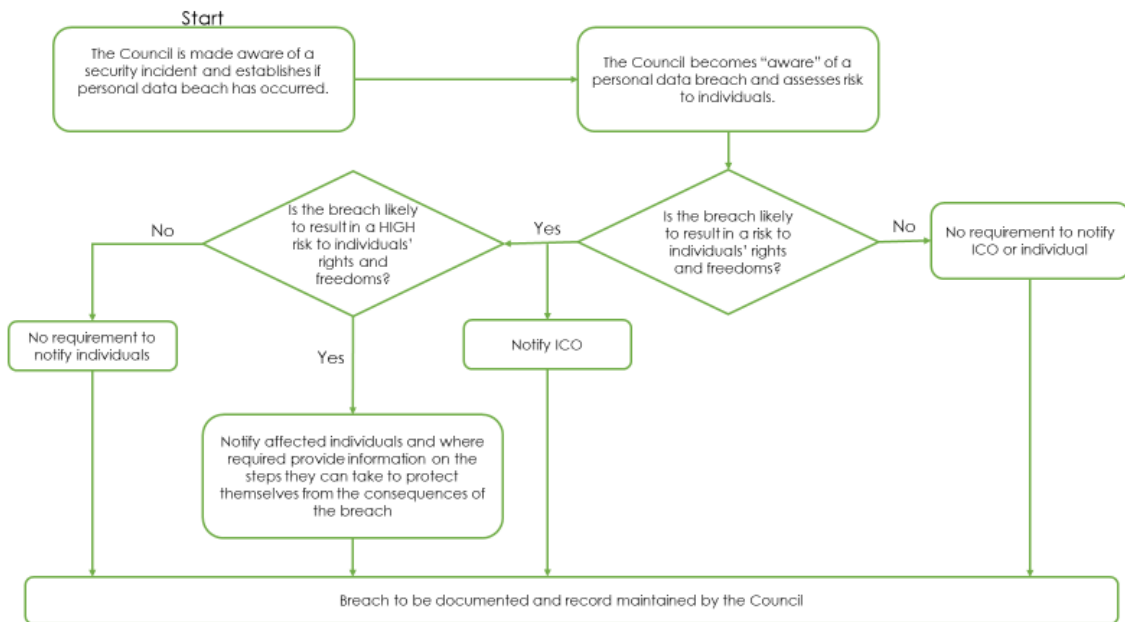 Start
The Council is made aware of a
security incident and establishes if
personal data beach has occurred.
The Council becomes “aware” of a
personal data breach and assesses risk
to individuals.
Is the breach likely
to result in a HIGH
risk to individuals’
rights and
freedoms?
No
Yes
Is the breach likely
to result in a risk to
individuals’ rights
and freedoms?
No
No requirement to notify
ICO or individual
No requirement to
notify individuals
Yes
Notify ICO
Notify affected individuals and where
required provide information on the
steps they can take to protect
themselves from the consequences of
the breach
Breach to be documented and record maintained by the Council